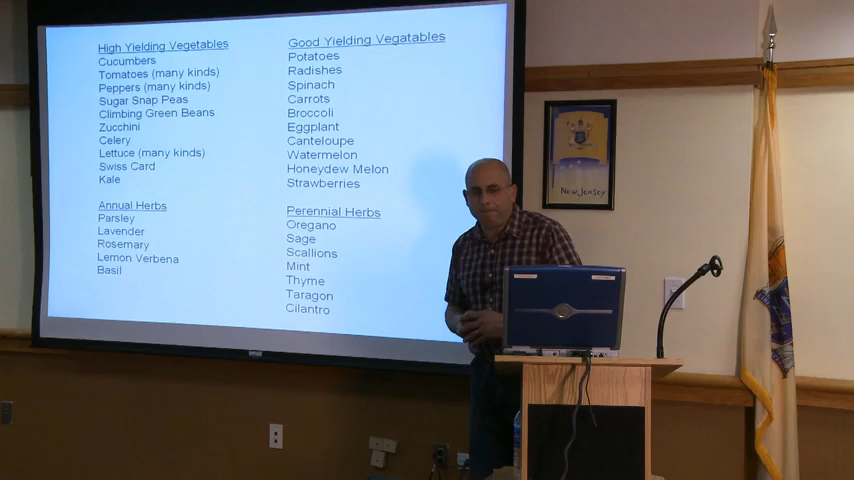 High Yielding Vegetables
Cucumbers
Tomatoes (many kinds)
Peppers (many kinds)
Sugar Snap Peas
Climbing Green Beans
Zucchini
Celery
Lettuce (many kinds)
Swiss Card
Kale
Annual Herbs
Parsley
Lavender
Rosemary
Lemon Verbena
Basil
Good Yielding Vegatables
Potatoes
Radishes
Spinach
Carrots
Broccoli
Eggplant
Canteloupe
Watermelon
Honeydew Melon
Strawberries
Perennial Herbs
Oregano
Sage
Scallions
Mint
Thyme
Taragon
Cilantro
New Jersey